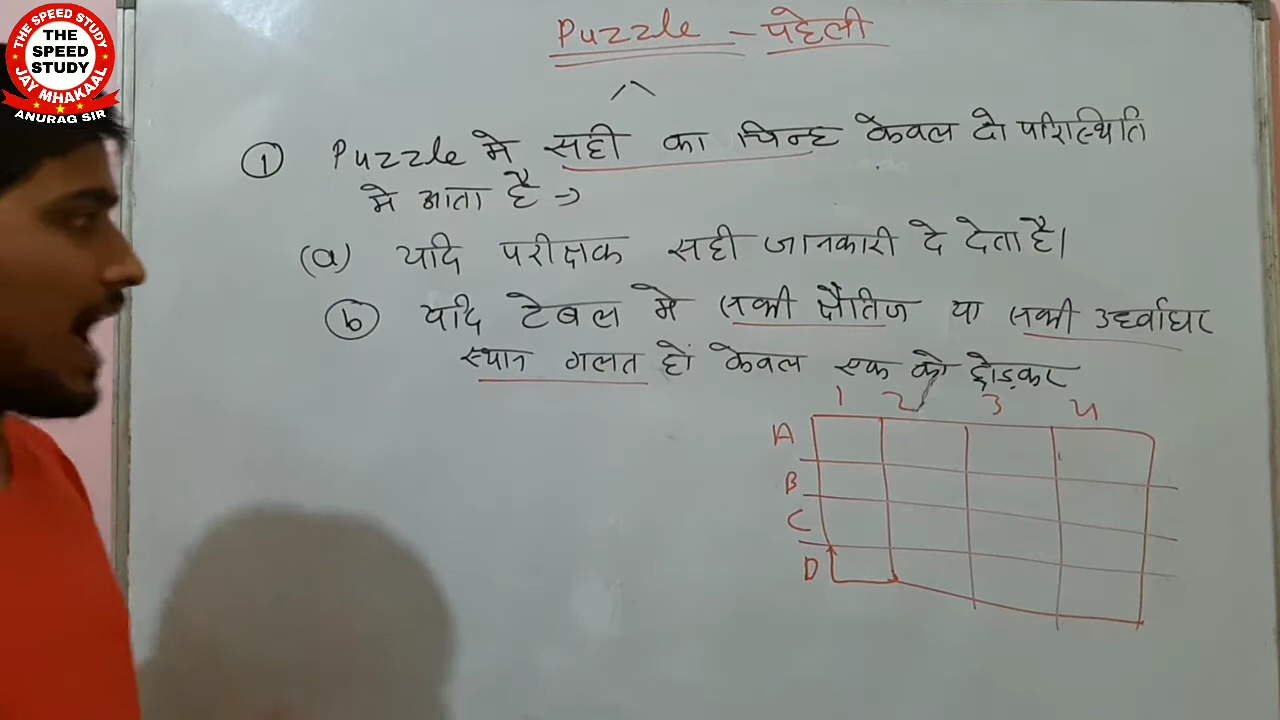 THE SPEED STUDY
THE
SPEED
STUDY
JAY MHAKAAL
ANURAG SIR
Puzzle - पहेली
① Puzzle मे सही का चिन्ह केवल दो परिस्थिति
मे आता है ⇒
(a) यदि परीक्षक सही जानकारी दे देता है।
ⓑ यदि टेबल मे सभी क्षैतिज या सभी उर्ध्वाधर
स्थान गलत हों केवल एक को छोड़कर
1 2 3 4
A
B
C
D